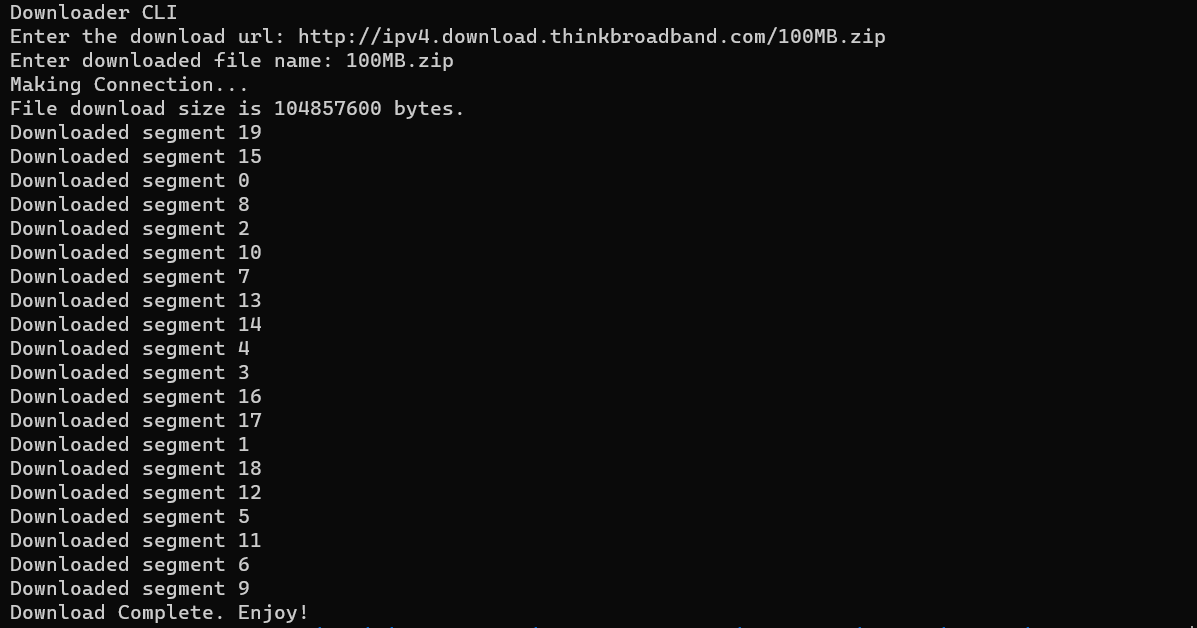 Downloader CLI
Enter the download url: http://ipv4.download.thinkbroadband.com/100MB.zip
Enter downloaded file name: 100MB.zip
Making Connection...
File download size is 104857600 bytes.
Downloaded segment 19
Downloaded segment 15
Downloaded segment 0
Downloaded segment 8
Downloaded segment 2
Downloaded segment 10
Downloaded segment 7
Downloaded segment 13
Downloaded segment 14
Downloaded segment 4
Downloaded segment 3
Downloaded segment 16
Downloaded segment 17
Downloaded segment 1
Downloaded segment 18
Downloaded segment 12
Downloaded segment 5
Downloaded segment 11
Downloaded segment 6
Downloaded segment 9
Download Complete. Enjoy!